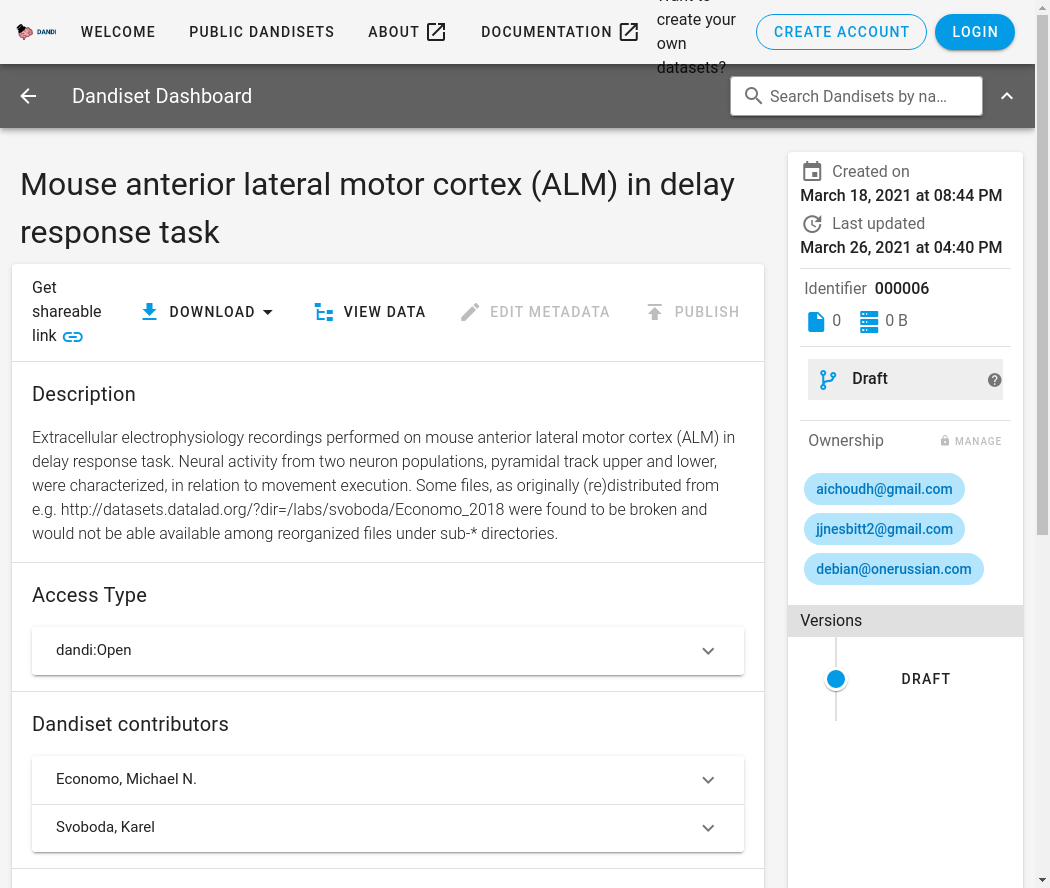 DANDI
WELCOME
PUBLIC DANDISETS
ABOUT
DOCUMENTATION
Want to
create your
own
datasets?
CREATE ACCOUNT
LOGIN
Dandiset Dashboard
Search Dandisets by na…
Mouse anterior lateral motor cortex (ALM) in delay
response task
Get
shareable
link
DOWNLOAD
VIEW DATA
EDIT METADATA
PUBLISH
Description
Extracellular electrophysiology recordings performed on mouse anterior lateral motor cortex (ALM) in
delay response task. Neural activity from two neuron populations, pyramidal track upper and lower,
were characterized, in relation to movement execution. Some files, as originally (re)distributed from
e.g. http://datasets.datalad.org/?dir=/labs/svoboda/Economo_2018 were found to be broken and
would not be able available among reorganized files under sub-* directories.
Access Type
dandi:Open
Dandiset contributors
Economo, Michael N.
Svoboda, Karel
Created on
March 18, 2021 at 08:44 PM
Last updated
March 26, 2021 at 04:40 PM
Identifier 000006
0
0 B
Draft
Ownership
MANAGE
aichoudh@gmail.com
jjnesbitt2@gmail.com
debian@onerussian.com
Versions
DRAFT